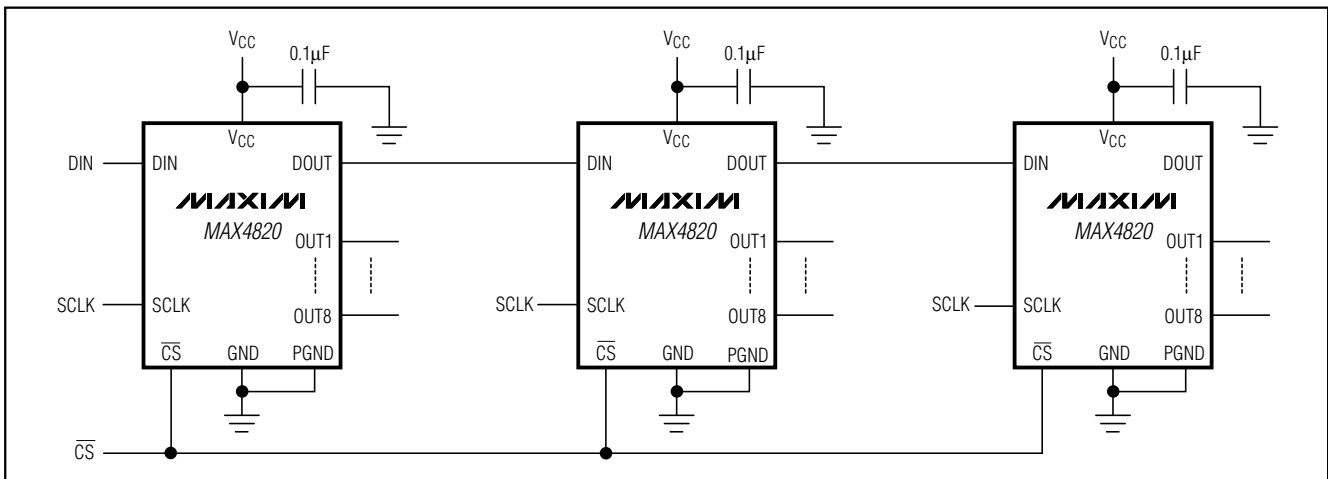 VCC 0.1μF VCC 0.1μF VCC 0.1μF
VCC VCC VCC
DIN DIN DOUT DIN DOUT DIN DOUT
MAXIM MAXIM MAXIM
MAX4820 MAX4820 MAX4820
OUT1 OUT1 OUT1
SCLK SCLK SCLK SCLK SCLK SCLK
OUT8 OUT8 OUT8
CS GND PGND CS GND PGND CS GND PGND
CS